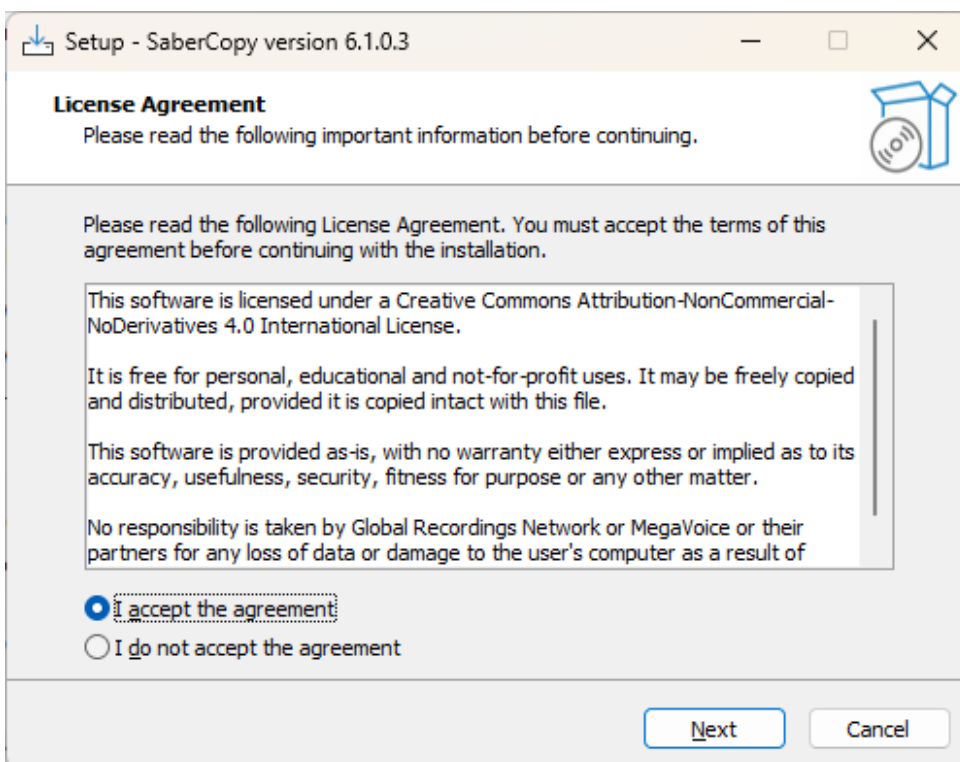 Setup - SaberCopy version 6.1.0.3
License Agreement
Please read the following important information before continuing.
Please read the following License Agreement. You must accept the terms of this
agreement before continuing with the installation.
This software is licensed under a Creative Commons Attribution-NonCommercial-
NoDerivatives 4.0 International License.
It is free for personal, educational and not-for-profit uses. It may be freely copied
and distributed, provided it is copied intact with this file.
This software is provided as-is, with no warranty either express or implied as to its
accuracy, usefulness, security, fitness for purpose or any other matter.
No responsibility is taken by Global Recordings Network or MegaVoice or their
partners for any loss of data or damage to the user's computer as a result of
I accept the agreement
I do not accept the agreement
Next Cancel